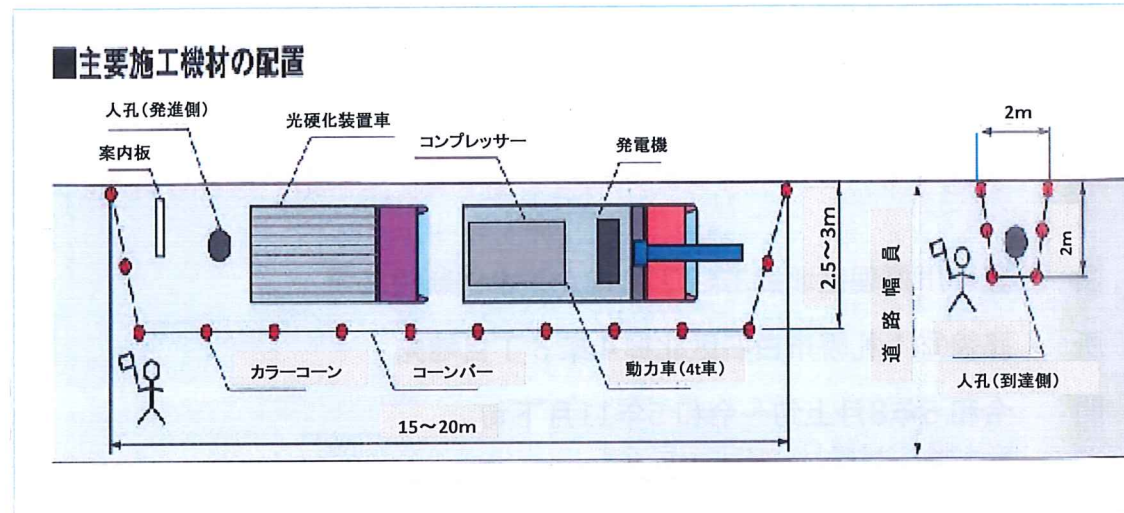 ■主要施工機材の配置
人孔(発進側)
光硬化装置車
コンプレッサー
発電機
案内板
2m
2.5～3m
道路幅員
2m
カラーコーン
コーンバー
動力車(4t車)
人孔(到達側)
15～20m